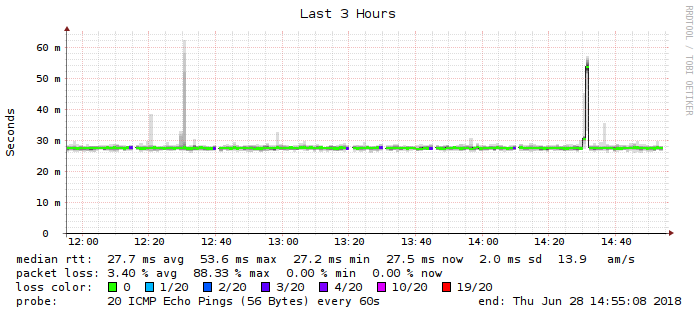 Last 3 Hours
RRDTOOL / TOBI OETIKER
Seconds
60 m
50 m
40 m
30 m
20 m
10 m
0
12:00 12:20 12:40 13:00 13:20 13:40 14:00 14:20 14:40
median rtt: 27.7 ms avg 53.6 ms max 27.2 ms min 27.5 ms now 2.0 ms sd 13.9 am/s
packet loss: 3.40 % avg 88.33 % max 0.00 % min 0.00 % now
loss color: 0 1/20 2/20 3/20 4/20 10/20 19/20
probe: 20 ICMP Echo Pings (56 Bytes) every 60s end: Thu Jun 28 14:55:08 2018